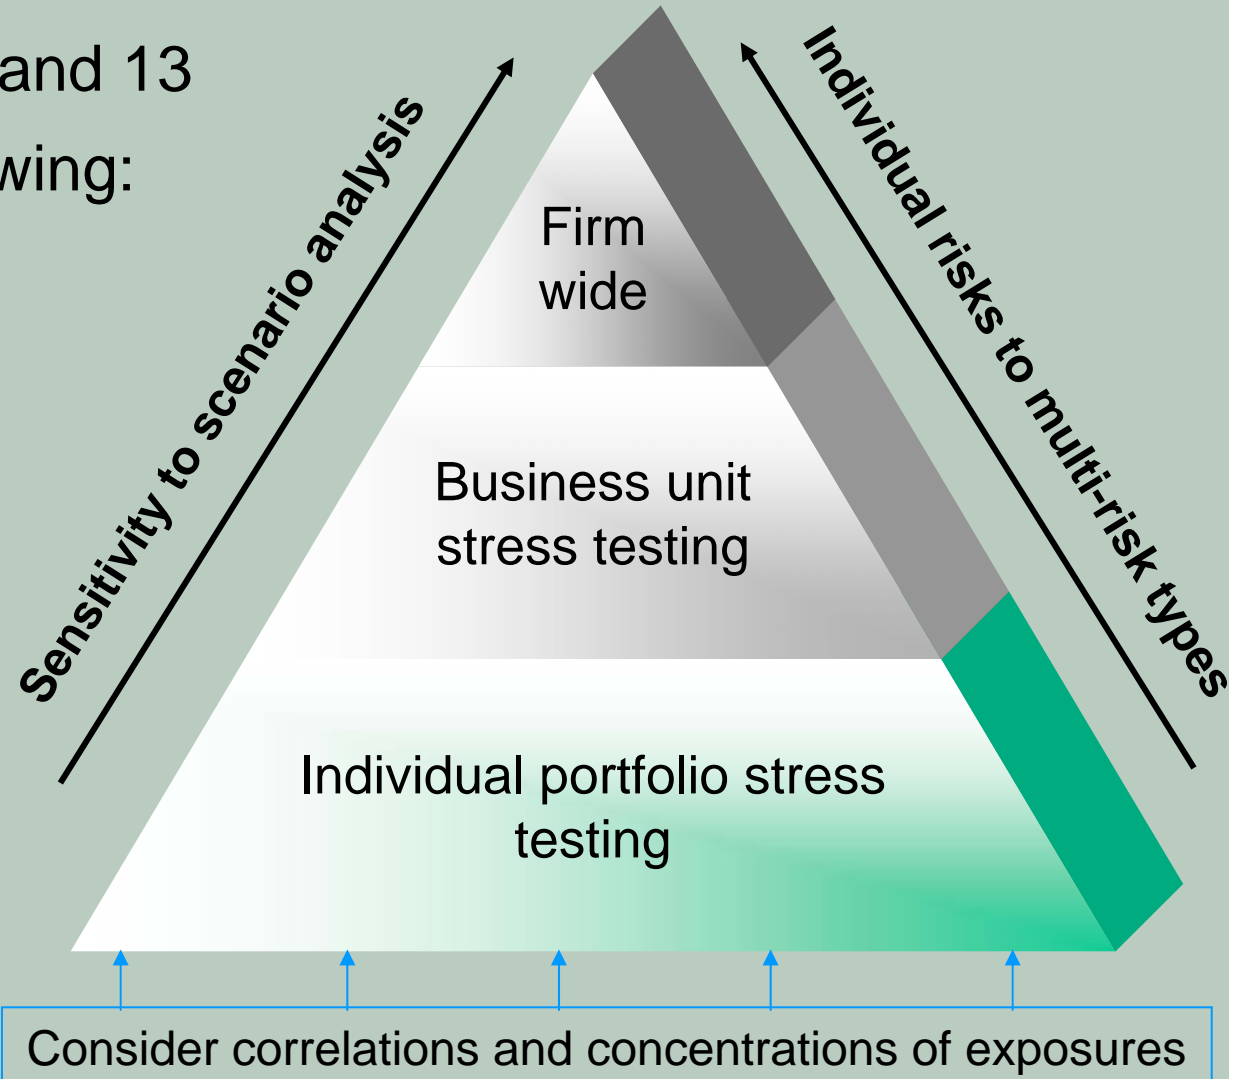 and 13
wing:
Sensitivity to scenario analysis
Individual risks to multi-risk types
Firm
wide
Business unit
stress testing
Individual portfolio stress
testing
Consider correlations and concentrations of exposures